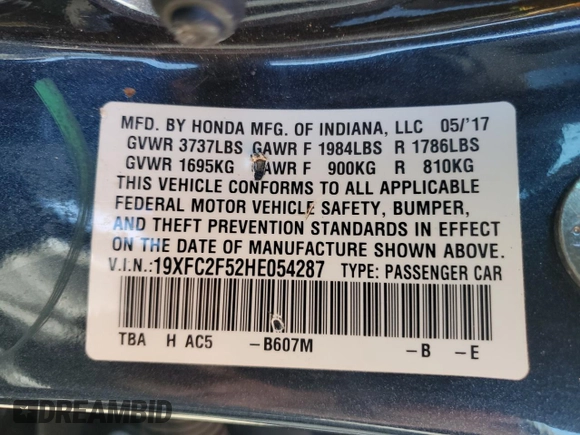 MFD. BY HONDA MFG. OF INDIANA, LLC 05/'17
GVWR 3737LBS GAWR F 1984LBS R 1786LBS
GVWR 1695KG GAWR F 900KG R 810KG
THIS VEHICLE CONFORMS TO ALL APPLICABLE
FEDERAL MOTOR VEHICLE SAFETY, BUMPER,
AND THEFT PREVENTION STANDARDS IN EFFECT
ON THE DATE OF MANUFACTURE SHOWN ABOVE.
V.I.N.:19XFC2F52HE054287 TYPE: PASSENGER CAR
TBA H AC5 –B607M –B –E
DREAMBID